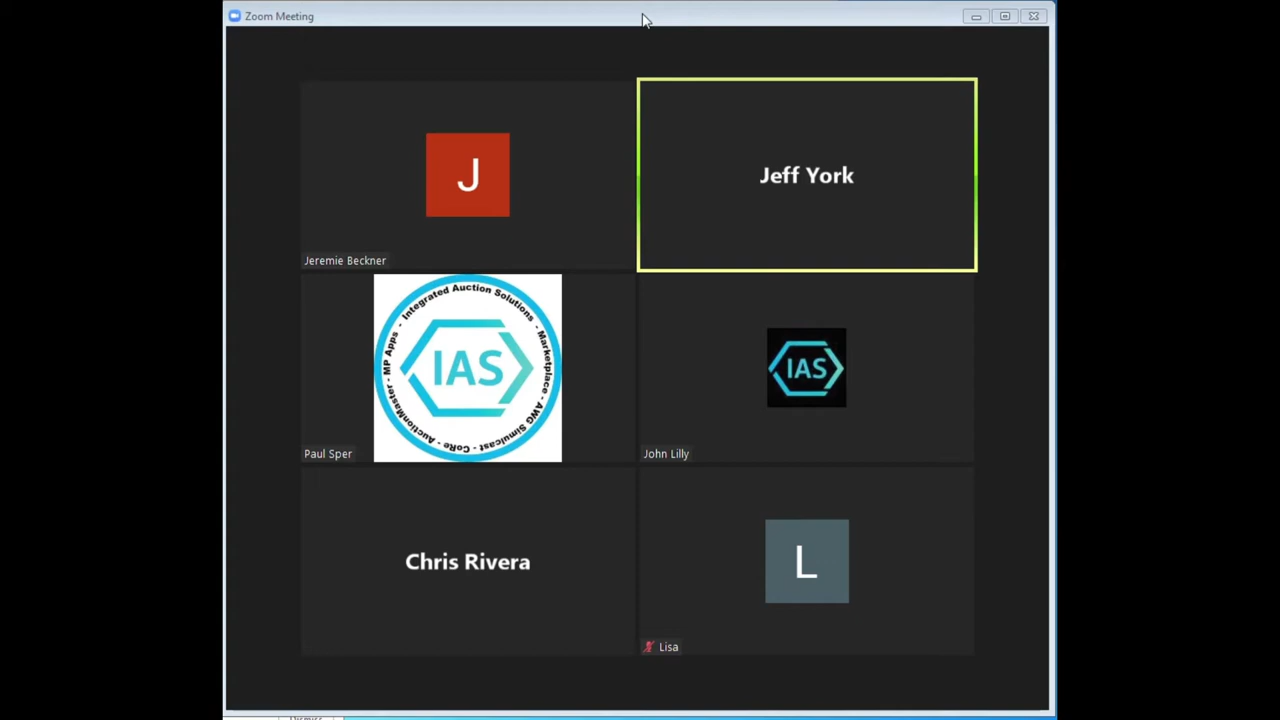 Zoom Meeting
J
Jeremie Beckner
Jeff York
Integrated Auction Solutions - Marketplace - AWG Simulcast - CoRe - AuctionMaster - MP Apps -
IAS
Paul Sper
IAS
John Lilly
Chris Rivera
L
Lisa
Dismiss